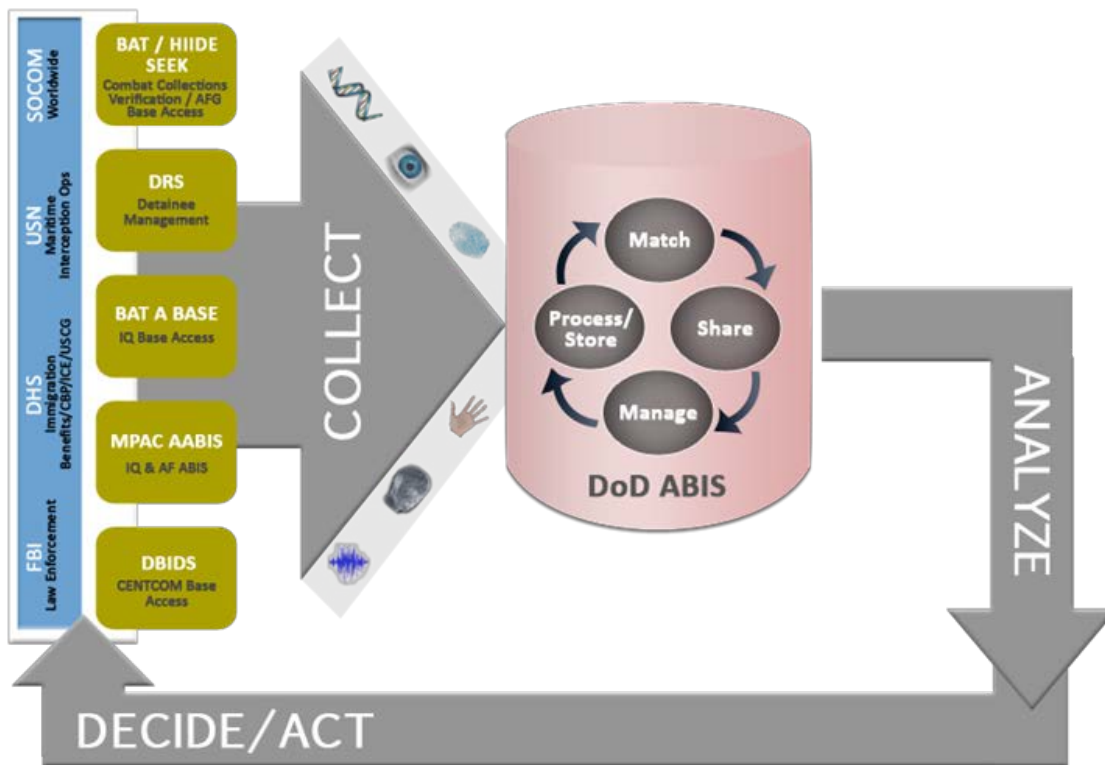 SOCOM
Worldwide
USN
Maritime
Interception Ops
DHS
Immigration
Benefits/CBP/ICE/USCG
FBI
Law Enforcement
BAT / HIIDE
SEEK
Combat Collections
Verification / AFG
Base Access
DRS
Detainee
Management
BAT A BASE
IQ Base Access
MPAC AABIS
IQ & AF ABIS
DBIDS
CENTCOM Base
Access
COLLECT
Match
Process/
Store
Share
Manage
DoD ABIS
ANALYZE
DECIDE/ACT